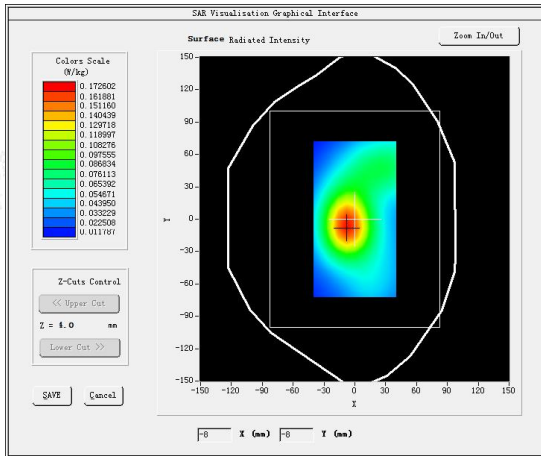 SAR Visualisation Graphical Interface
Surface Radiated Intensity
Zoom In/Out
Colors Scale
(W/kg)
0.172602
0.161881
0.151160
0.140439
0.129718
0.118997
0.108276
0.097555
0.086834
0.076113
0.065392
0.054671
0.043950
0.033229
0.022508
0.011787
150
120
90
60
30
0
-30
-60
-90
-120
-150
Y
-150 -120 -90 -60 -30 0 30 60 90 120 150
X
Z-Cuts Control
<< Upper Cut
Z = 4.0 mm
Lower Cut >>
SAVE
Cancel
-8 X (mm) -8 Y (mm)